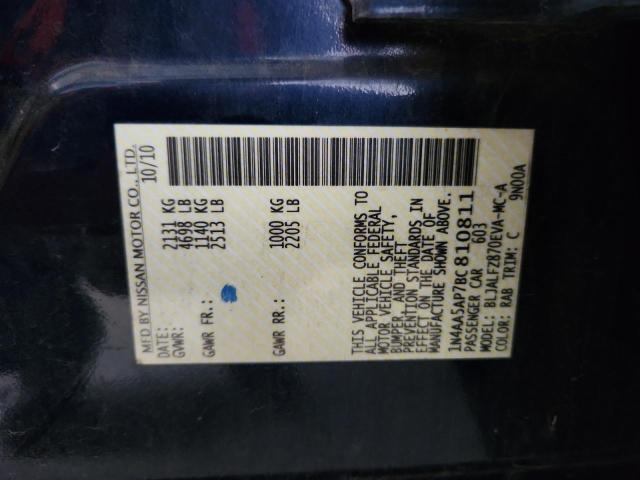 MFD BY NISSAN MOTOR CO., LTD.
DATE: 10/10
GVWR: 2131 KG
4698 LB
GAWR FR: 1140 KG
2513 LB
GAWR RR: 1000 KG
2205 LB
THIS VEHICLE CONFORMS TO
ALL APPLICABLE FEDERAL
MOTOR VEHICLE SAFETY,
BUMPER, AND THEFT
PREVENTION STANDARDS IN
EFFECT ON THE DATE OF
MANUFACTURE SHOWN ABOVE.
1N4AA5AP7BC810811
PASSENGER CAR 603
MODEL: BLJALF2870EVA-MC-A
COLOR: RAB TRIM: C 9N00A